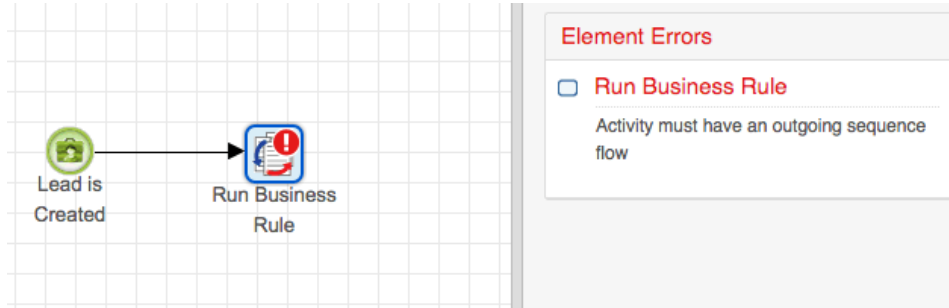 Element Errors
Run Business Rule
Activity must have an outgoing sequence
flow
Lead is
Created
Run Business
Rule